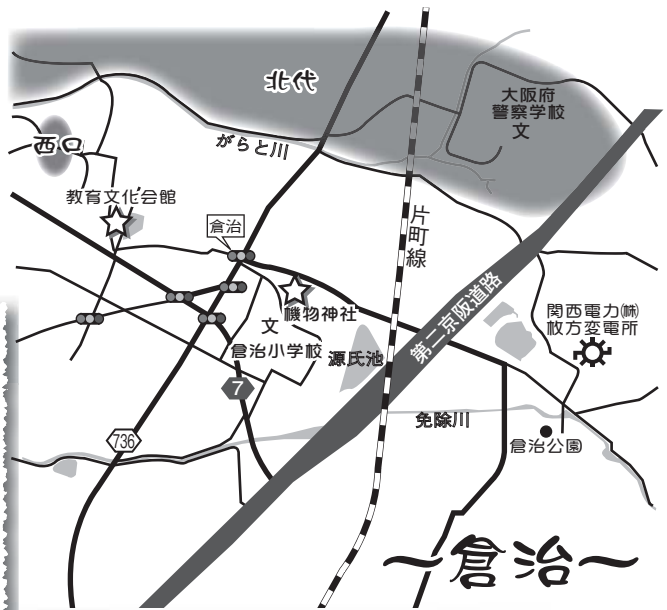 北代
大阪府
警察学校
文
西口
がらと川
教育文化会館
片町線
倉治
機物神社
文
倉治小学校
源氏池
第二京阪道路
関西電力㈱
枚方変電所
7
736
免除川
倉治公園
～倉治～